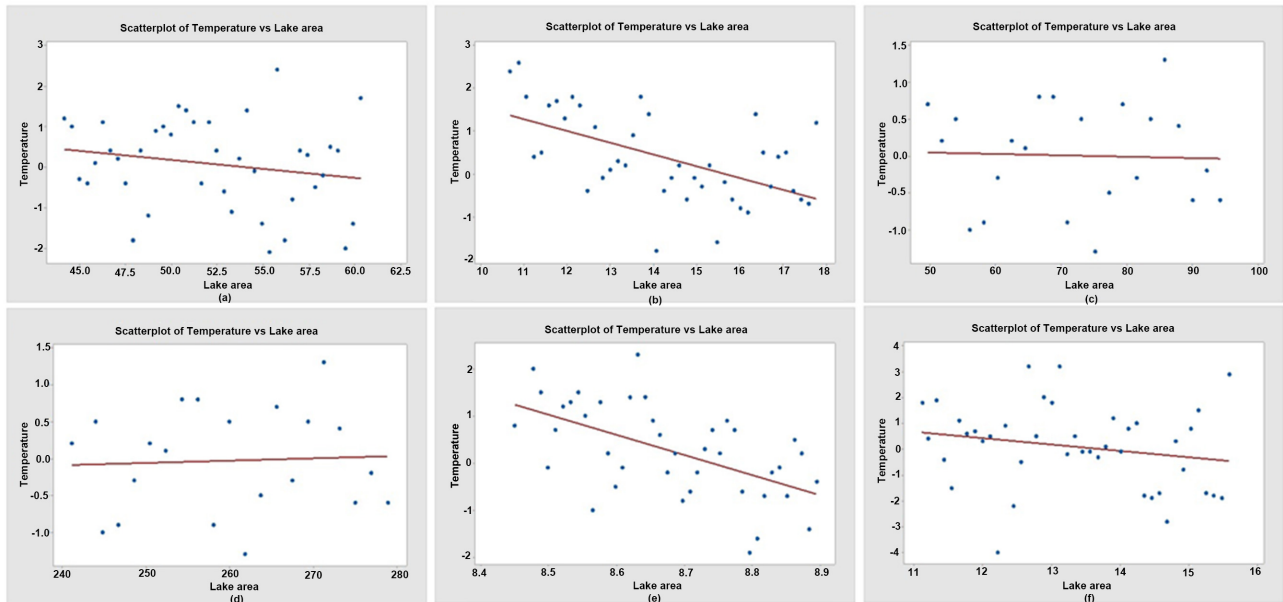 Scatterplot of Temperature vs Lake area
3
2
1
0
-1
-2
Temperature
45.0 47.5 50.0 52.5 55.0 57.5 60.0 62.5
Lake area
(a)
Scatterplot of Temperature vs Lake area
3
2
1
0
-1
-2
Temperature
10 11 12 13 14 15 16 17 18
Lake area
(b)
Scatterplot of Temperature vs Lake area
1.5
1.0
0.5
0.0
-0.5
-1.0
Temperature
50 60 70 80 90 100
Lake area
(c)
Scatterplot of Temperature vs Lake area
1.5
1.0
0.5
0.0
-0.5
-1.0
Temperature
240 250 260 270 280
Lake area
(d)
Scatterplot of Temperature vs Lake area
2
1
0
-1
-2
Temperature
8.4 8.5 8.6 8.7 8.8 8.9
Lake area
(e)
Scatterplot of Temperature vs Lake area
4
3
2
1
0
-1
-2
-3
-4
Temperature
11 12 13 14 15 16
Lake area
(f)